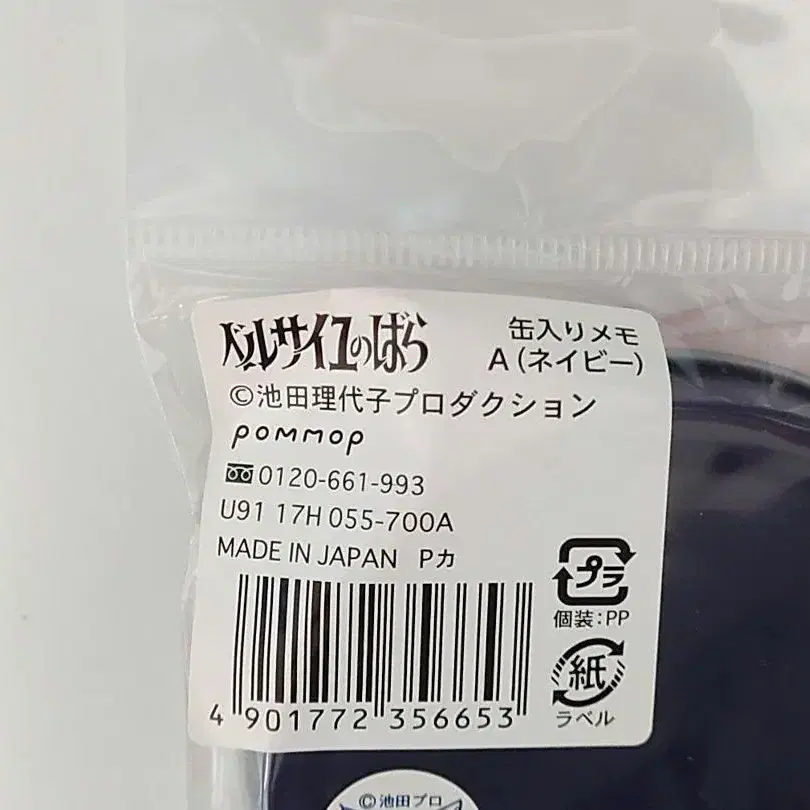 ベルサイユのばら
缶入りメモ
A(ネイビー)
©池田理代子プロダクション
pommop
0120-661-993
U91 17H 055-700A
MADE IN JAPAN Pカ
プラ
個装:PP
紙
ラベル
4 901772 356653
©池田プロ